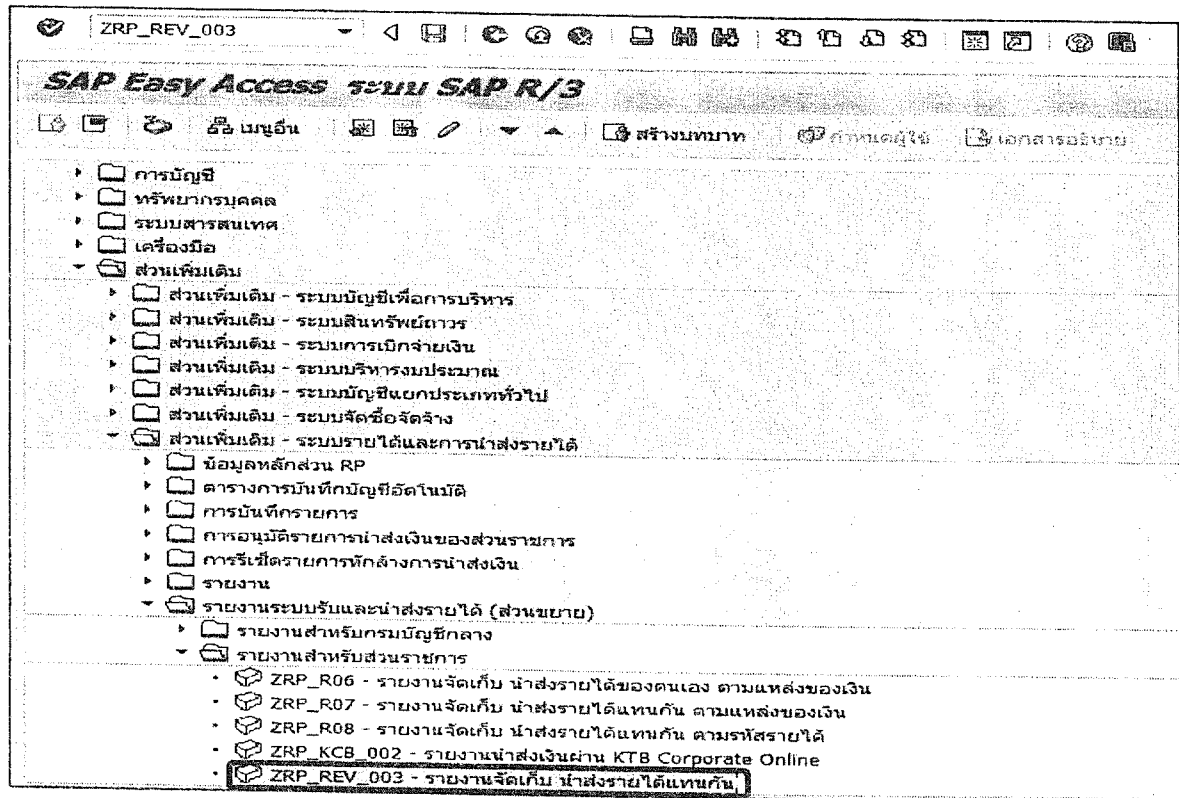 ZRP_REV_003
SAP Easy Access ระบบ SAP R/3
เมนูอื่น สร้างบทบาท กำหนดผู้ใช้ เอกสารอธิบาย
การบัญชี
ทรัพยากรบุคคล
ระบบสารสนเทศ
เครื่องมือ
ส่วนเพิ่มเติม
ส่วนเพิ่มเติม - ระบบบัญชีเพื่อการบริหาร
ส่วนเพิ่มเติม - ระบบสินทรัพย์ถาวร
ส่วนเพิ่มเติม - ระบบการเบิกจ่ายเงิน
ส่วนเพิ่มเติม - ระบบบริหารงบประมาณ
ส่วนเพิ่มเติม - ระบบบัญชีแยกประเภททั่วไป
ส่วนเพิ่มเติม - ระบบจัดซื้อจัดจ้าง
ส่วนเพิ่มเติม - ระบบรายได้และการนำส่งรายได้
ข้อมูลหลักส่วน RP
ตารางการบันทึกบัญชีอัตโนมัติ
การบันทึกรายการ
การอนุมัติรายการนำส่งเงินของส่วนราชการ
การรีเซ็ตรายการหักล้างการนำส่งเงิน
รายงาน
รายงานระบบรับและนำส่งรายได้ (ส่วนขยาย)
รายงานสำหรับกรมบัญชีกลาง
รายงานสำหรับส่วนราชการ
ZRP_R06 - รายงานจัดเก็บ นำส่งรายได้ของตนเอง ตามแหล่งของเงิน
ZRP_R07 - รายงานจัดเก็บ นำส่งรายได้แทนกัน ตามแหล่งของเงิน
ZRP_R08 - รายงานจัดเก็บ นำส่งรายได้แทนกัน ตามรหัสรายได้
ZRP_KCB_002 - รายงานนำส่งเงินผ่าน KTB Corporate Online
ZRP_REV_003 - รายงานจัดเก็บ นำส่งรายได้แทนกัน